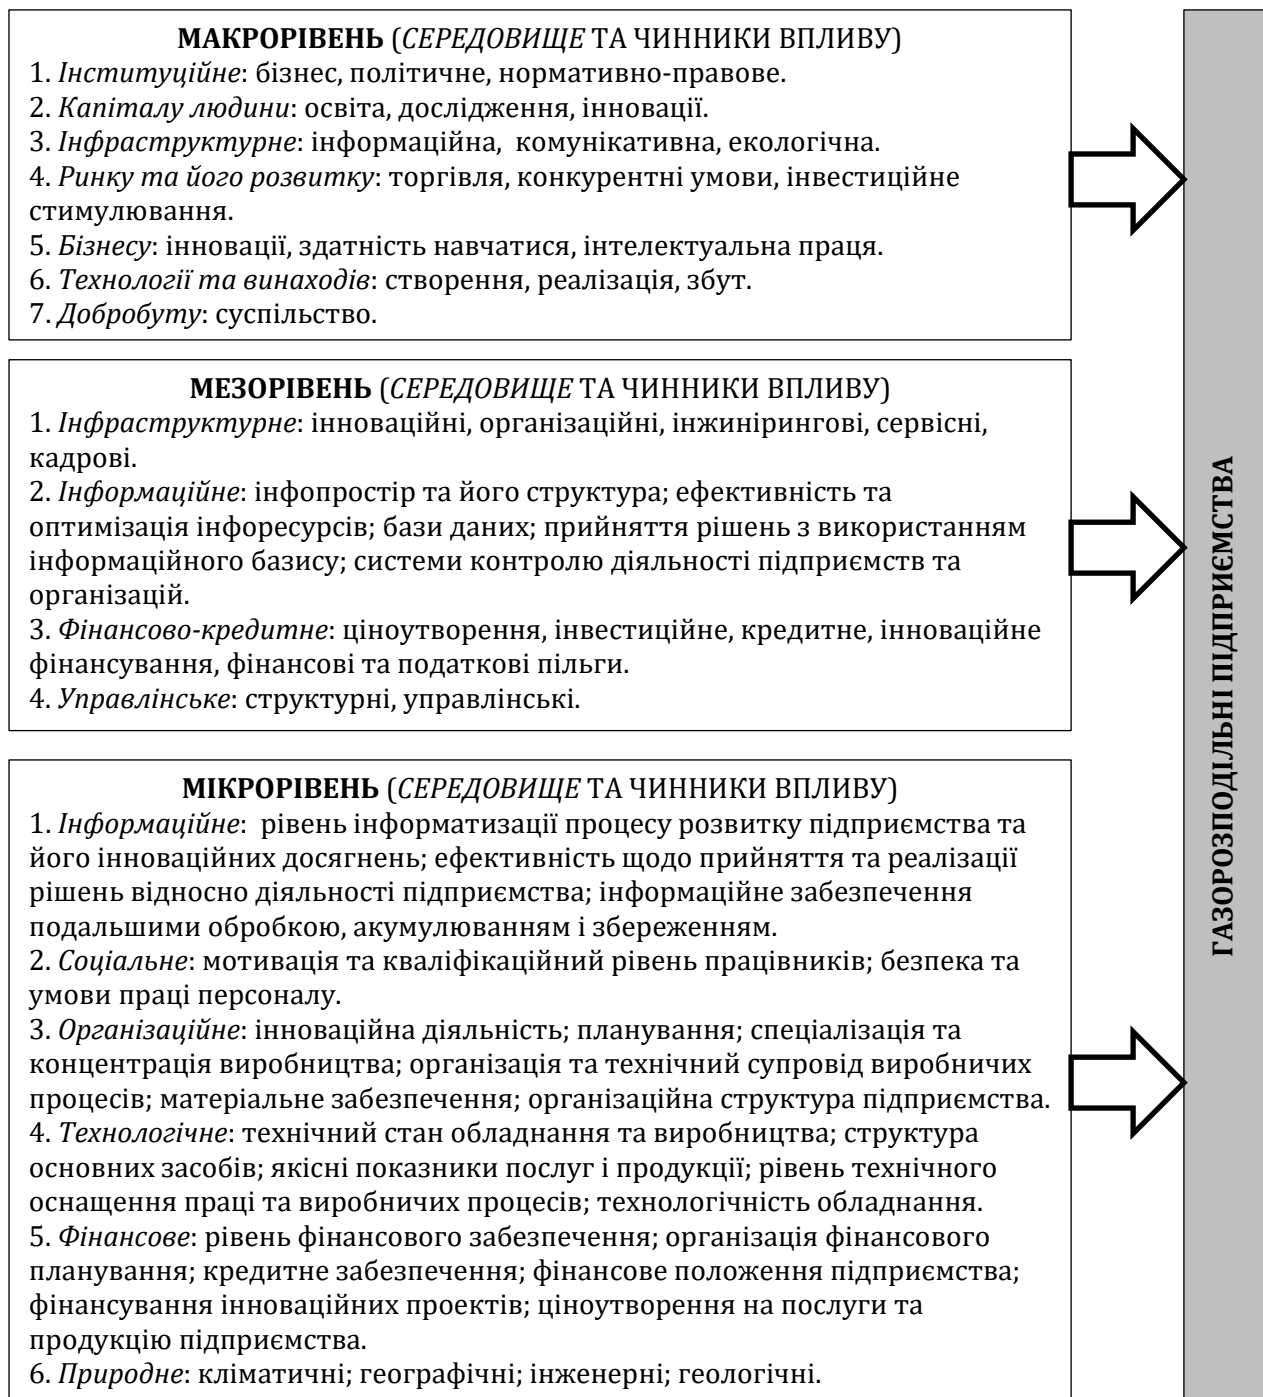 МАКРОРІВЕНЬ (СЕРЕДОВИЩЕ ТА ЧИННИКИ ВПЛИВУ)
1. Інституційне: бізнес, політичне, нормативно-правове.
2. Капіталу людини: освіта, дослідження, інновації.
3. Інфраструктурне: інформаційна, комунікативна, екологічна.
4. Ринку та його розвитку: торгівля, конкурентні умови, інвестиційне
стимулювання.
5. Бізнесу: інновації, здатність навчатися, інтелектуальна праця.
6. Технології та винаходів: створення, реалізація, збут.
7. Добробуту: суспільство.
МЕЗОРІВЕНЬ (СЕРЕДОВИЩЕ ТА ЧИННИКИ ВПЛИВУ)
1. Інфраструктурне: інноваційні, організаційні, інжинірингові, сервісні,
кадрові.
2. Інформаційне: інфопростір та його структура; ефективність та
оптимізація інфоресурсів; бази даних; прийняття рішень з використанням
інформаційного базису; системи контролю діяльності підприємств та
організацій.
3. Фінансово-кредитне: ціноутворення, інвестиційне, кредитне, інноваційне
фінансування, фінансові та податкові пільги.
4. Управлінське: структурні, управлінські.
МІКРОРІВЕНЬ (СЕРЕДОВИЩЕ ТА ЧИННИКИ ВПЛИВУ)
1. Інформаційне: рівень інформатизації процесу розвитку підприємства та
його інноваційних досягнень; ефективність щодо прийняття та реалізації
рішень відносно діяльності підприємства; інформаційне забезпечення
подальшими обробкою, акумулюванням і збереженням.
2. Соціальне: мотивація та кваліфікаційний рівень працівників; безпека та
умови праці персоналу.
3. Організаційне: інноваційна діяльність; планування; спеціалізація та
концентрація виробництва; організація та технічний супровід виробничих
процесів; матеріальне забезпечення; організаційна структура підприємства.
4. Технологічне: технічний стан обладнання та виробництва; структура
основних засобів; якісні показники послуг і продукції; рівень технічного
оснащення праці та виробничих процесів; технологічність обладнання.
5. Фінансове: рівень фінансового забезпечення; організація фінансового
планування; кредитне забезпечення; фінансове положення підприємства;
фінансування інноваційних проектів; ціноутворення на послуги та
продукцію підприємства.
6. Природне: кліматичні; географічні; інженерні; геологічні.
ГАЗОРОЗПОДІЛЬНІ ПІДПРИЄМСТВА